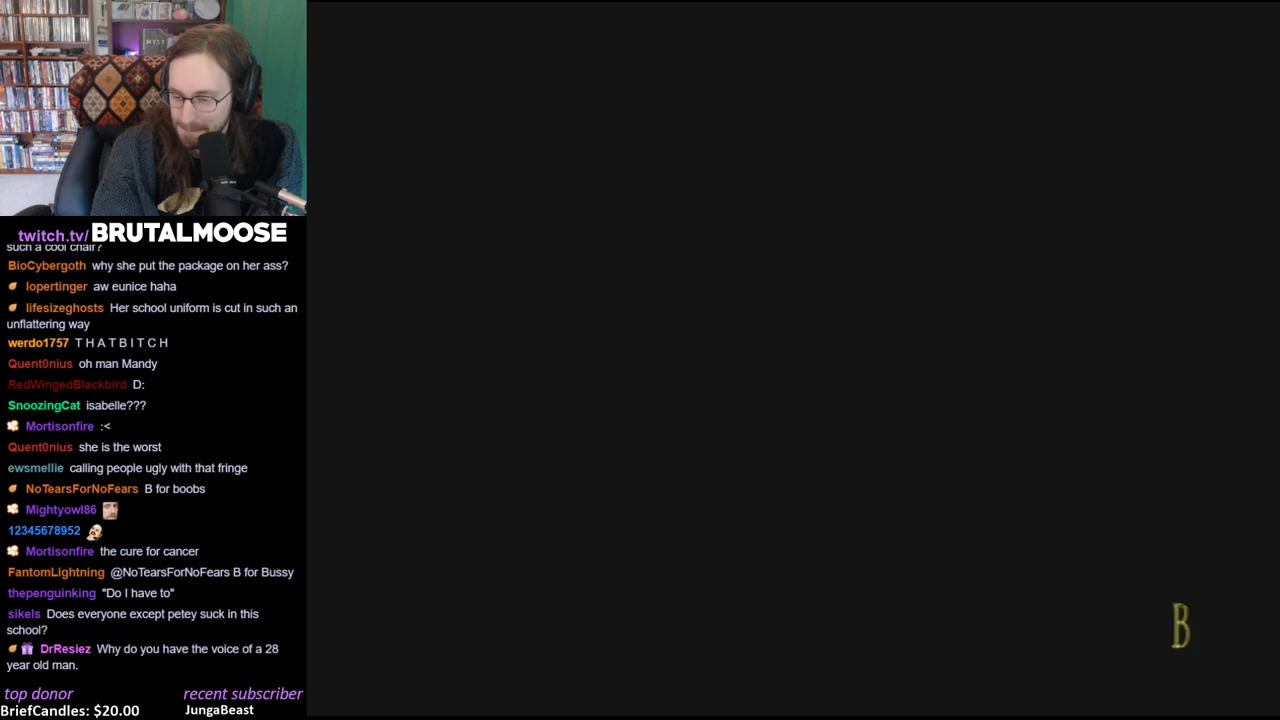 MYST
twitch.tv/BRUTALMOOSE
such a cool chair?
BioCybergoth why she put the package on her ass?
lopertinger aw eunice haha
lifesizeghosts Her school uniform is cut in such an
unflattering way
werdo1757 T H A T B I T C H
Quent0nius oh man Mandy
RedWingedBlackbird D:
SnoozingCat isabelle???
Mortisonfire :<
Quent0nius she is the worst
ewsmellie calling people ugly with that fringe
NoTearsForNoFears B for boobs
Mightyowl86
12345678952
Mortisonfire the cure for cancer
FantomLightning @NoTearsForNoFears B for Bussy
thepenguinking "Do I have to"
sikels Does everyone except petey suck in this
school?
DrResiez Why do you have the voice of a 28
year old man.
top donor recent subscriber
BriefCandles: $20.00 JungaBeast
B